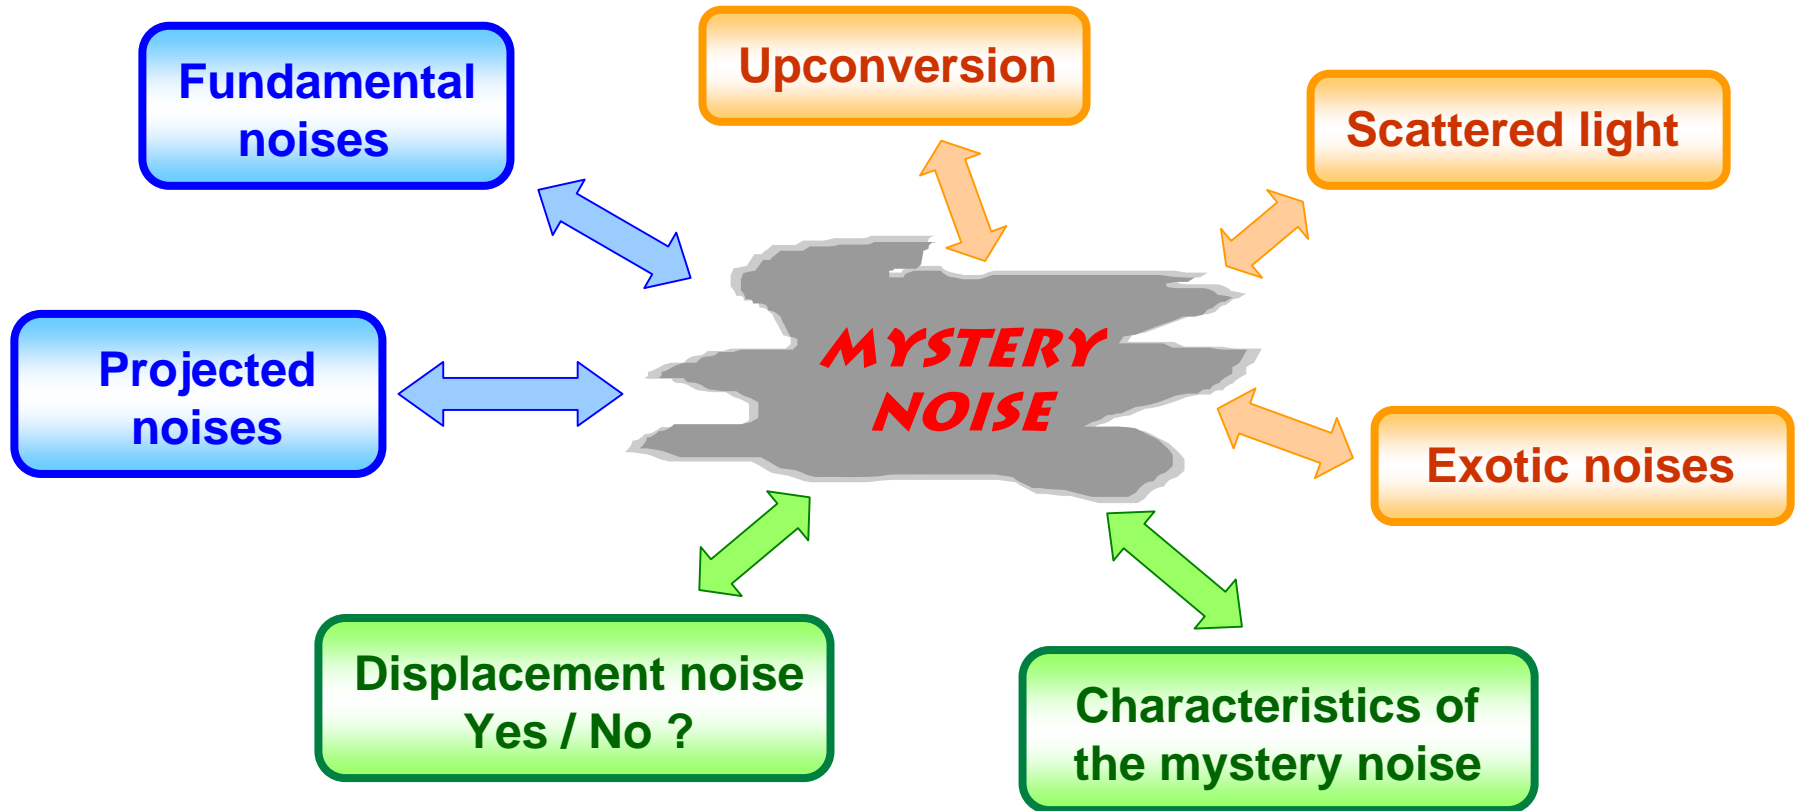 Fundamental
noises
Upconversion
Scattered light
Projected
noises
MYSTERY
NOISE
Exotic noises
Displacement noise
Yes / No ?
Characteristics of
the mystery noise